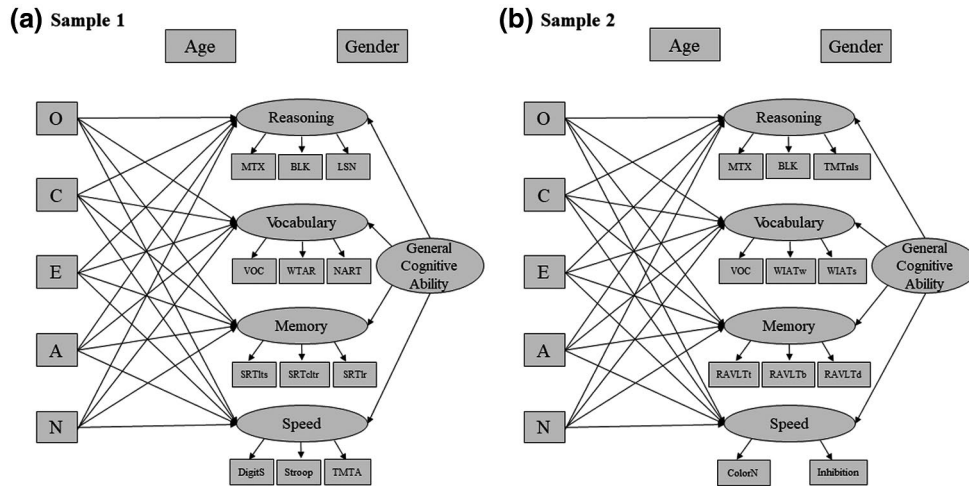 (a) Sample 1
Age
Gender
O
C
E
A
N
Reasoning
MTX
BLK
LSN
Vocabulary
VOC
WTAR
NART
Memory
SRTlts
SRTcltr
SRTlr
Speed
DigitS
Stroop
TMTA
General
Cognitive
Ability
(b) Sample 2
Age
Gender
O
C
E
A
N
Reasoning
MTX
BLK
TMTnls
Vocabulary
VOC
WIATw
WIATs
Memory
RAVLTt
RAVLTb
RAVLTd
Speed
ColorN
Inhibition
General
Cognitive
Ability